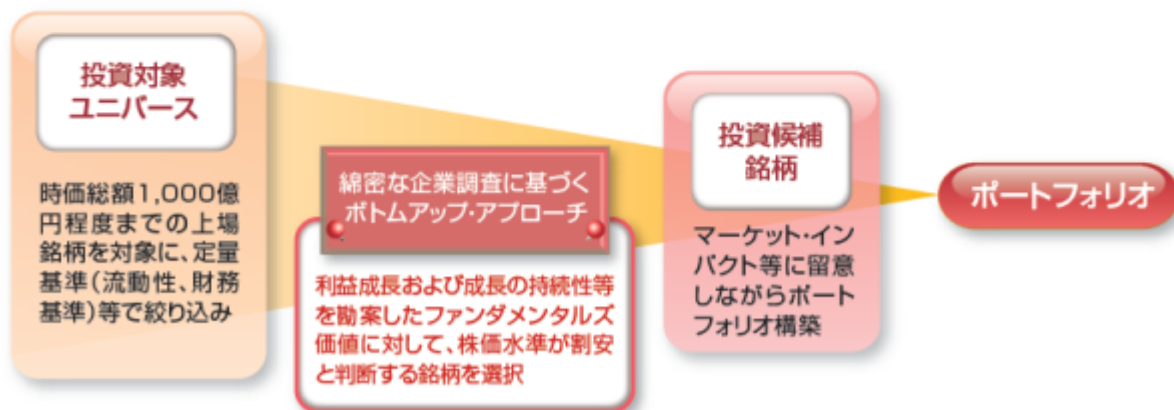 投資対象
ユニバース
時価総額1,000億
円程度までの上場
銘柄を対象に、定量
基準(流動性、財務
基準)等で絞り込み
綿密な企業調査に基づく
ボトムアップ・アプローチ
利益成長および成長の持続性等
を勘案したファンダメンタルズ
価値に対して、株価水準が割安
と判断する銘柄を選択
投資候補
銘柄
マーケット・イン
パクト等に留意
しながらポート
フォリオ構築
ポートフォリオ